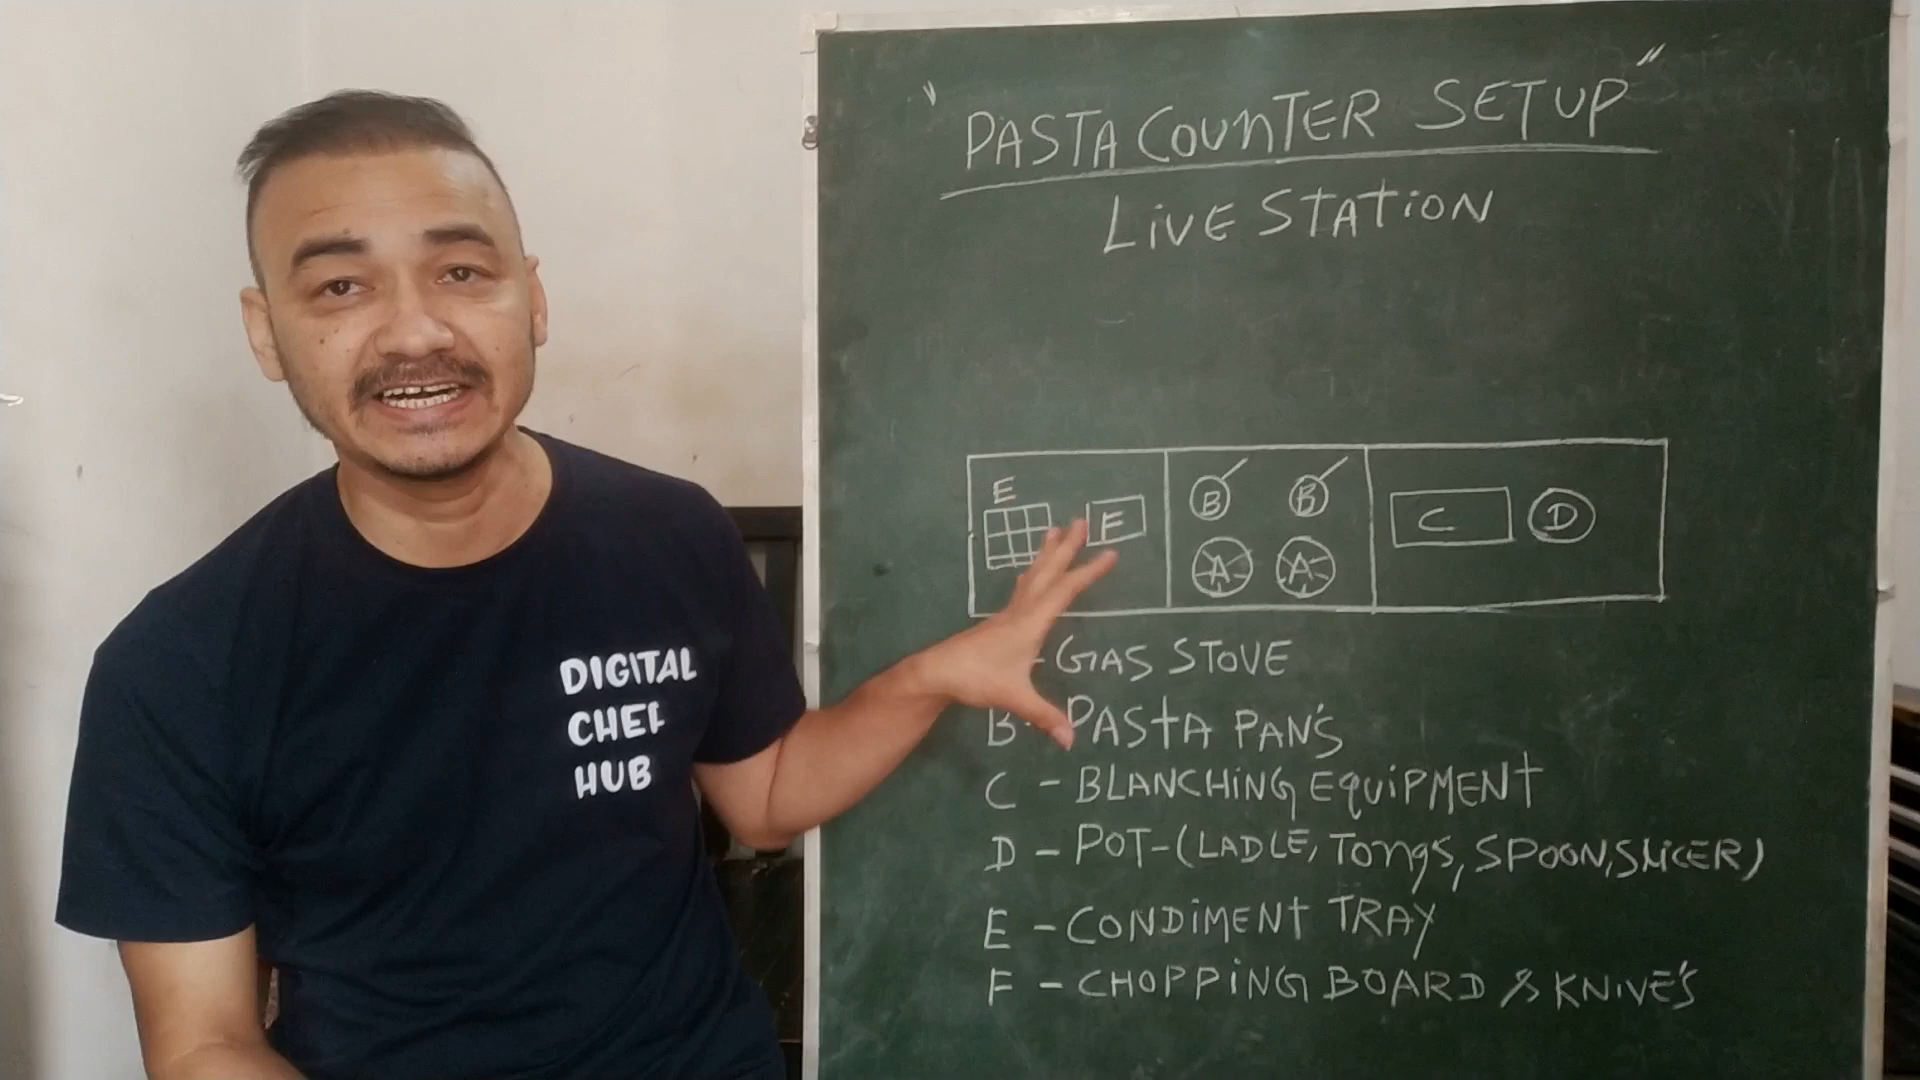 "PASTA COUNTER SETUP"
LIVE STATION
E
F
B B
A A
C D
- GAS STOVE
B - PASTA PAN'S
C - BLANCHING EQUIPMENT
D - POT - (LADLE, TONGS, SPOON, SLICER)
E - CONDIMENT TRAY
F - CHOPPING BOARD & KNIVE'S
DIGITAL
CHEF
HUB